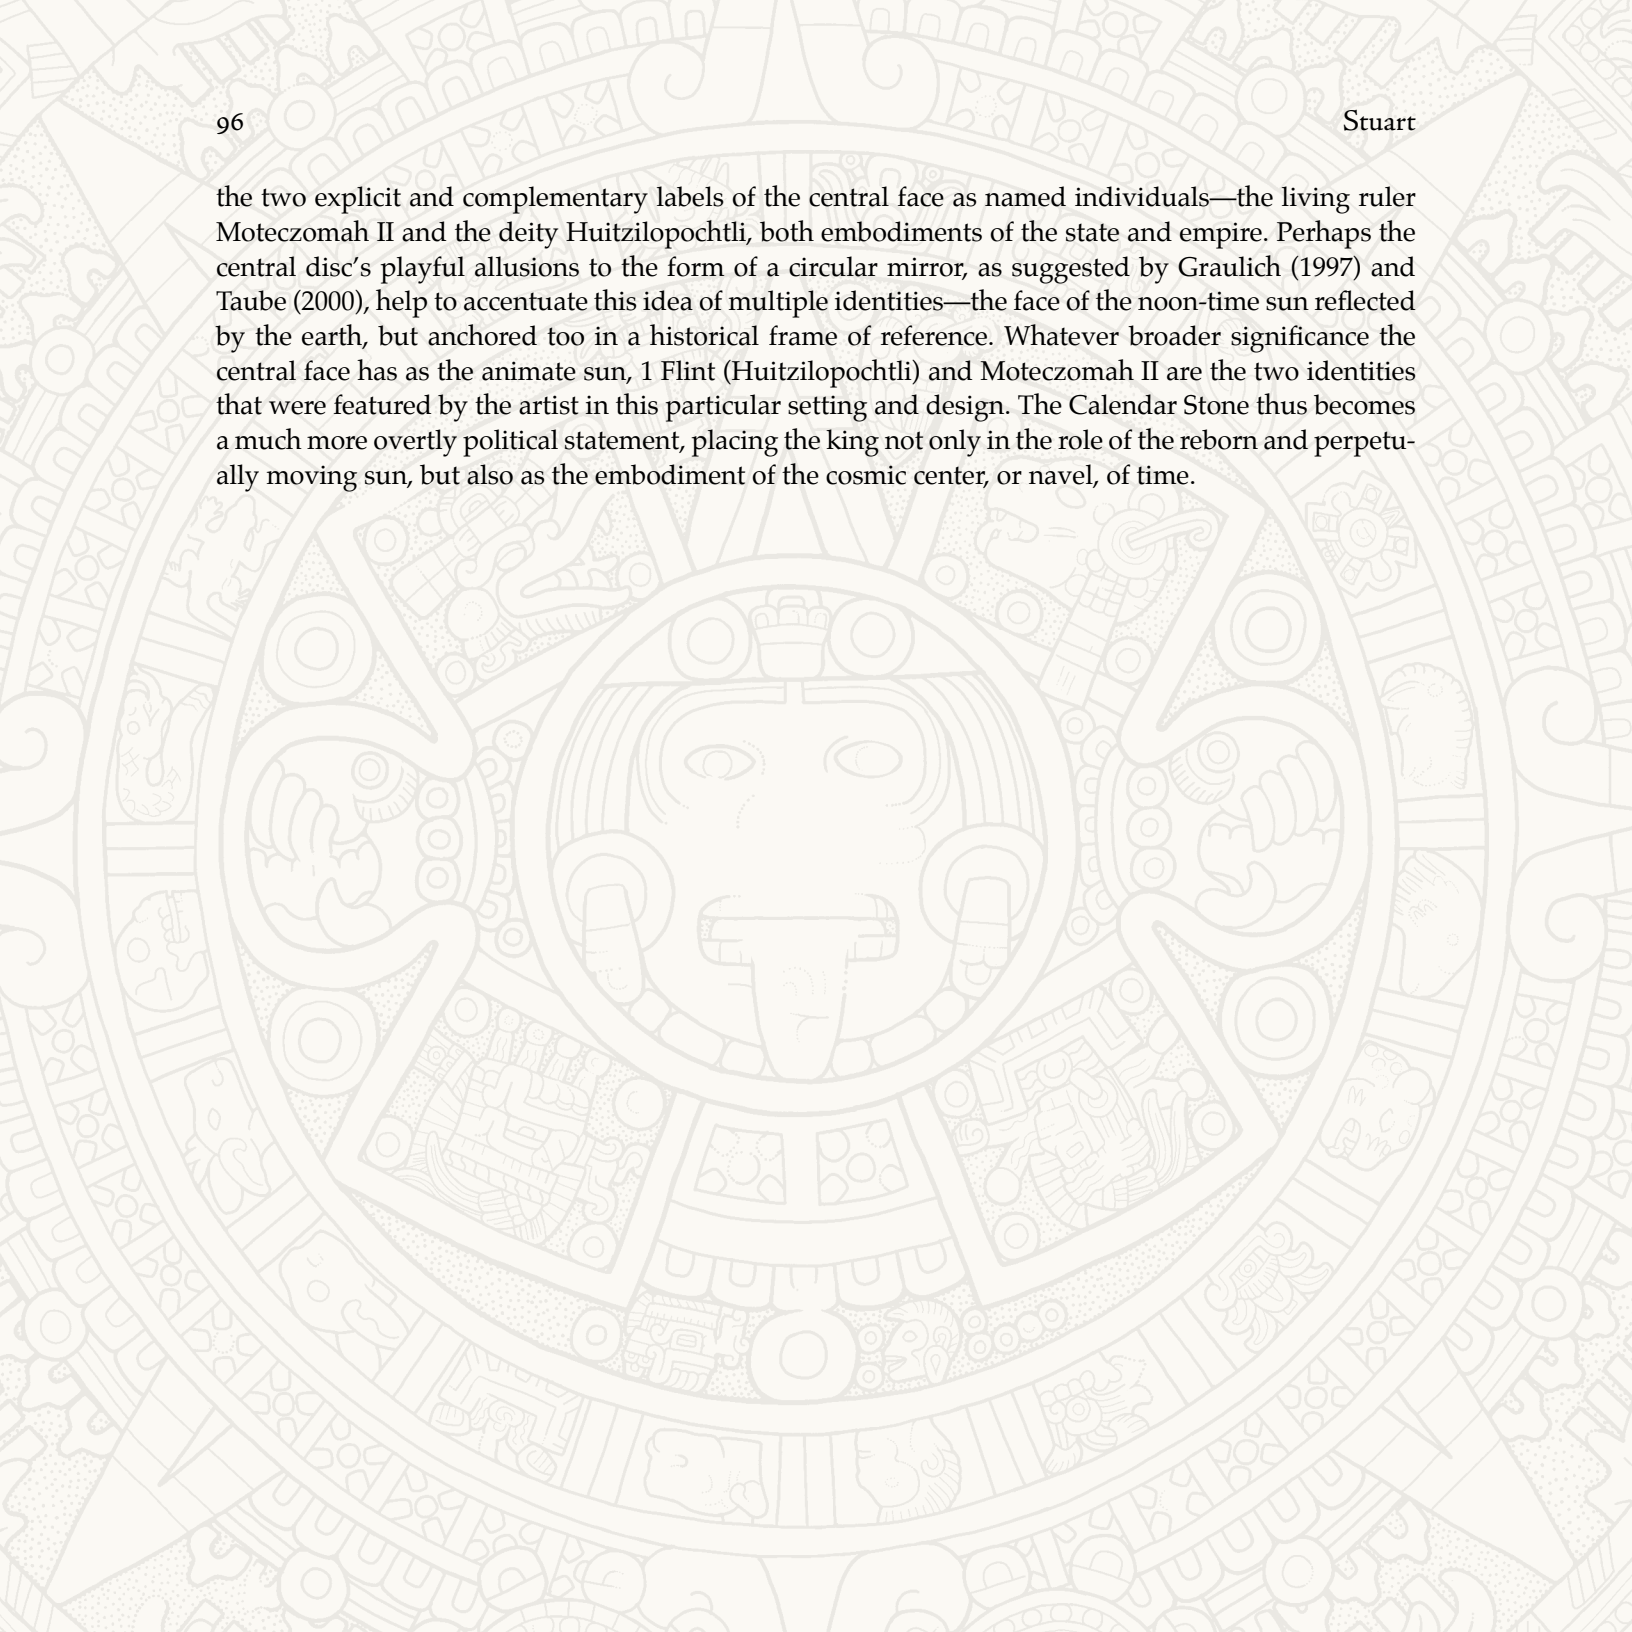 96 Stuart
the two explicit and complementary labels of the central face as named individuals—the living ruler
Moteczomah II and the deity Huitzilopochtli, both embodiments of the state and empire. Perhaps the
central disc’s playful allusions to the form of a circular mirror, as suggested by Graulich (1997) and
Taube (2000), help to accentuate this idea of multiple identities—the face of the noon-time sun reflected
by the earth, but anchored too in a historical frame of reference. Whatever broader significance the
central face has as the animate sun, 1 Flint (Huitzilopochtli) and Moteczomah II are the two identities
that were featured by the artist in this particular setting and design. The Calendar Stone thus becomes
a much more overtly political statement, placing the king not only in the role of the reborn and perpetu-
ally moving sun, but also as the embodiment of the cosmic center, or navel, of time.